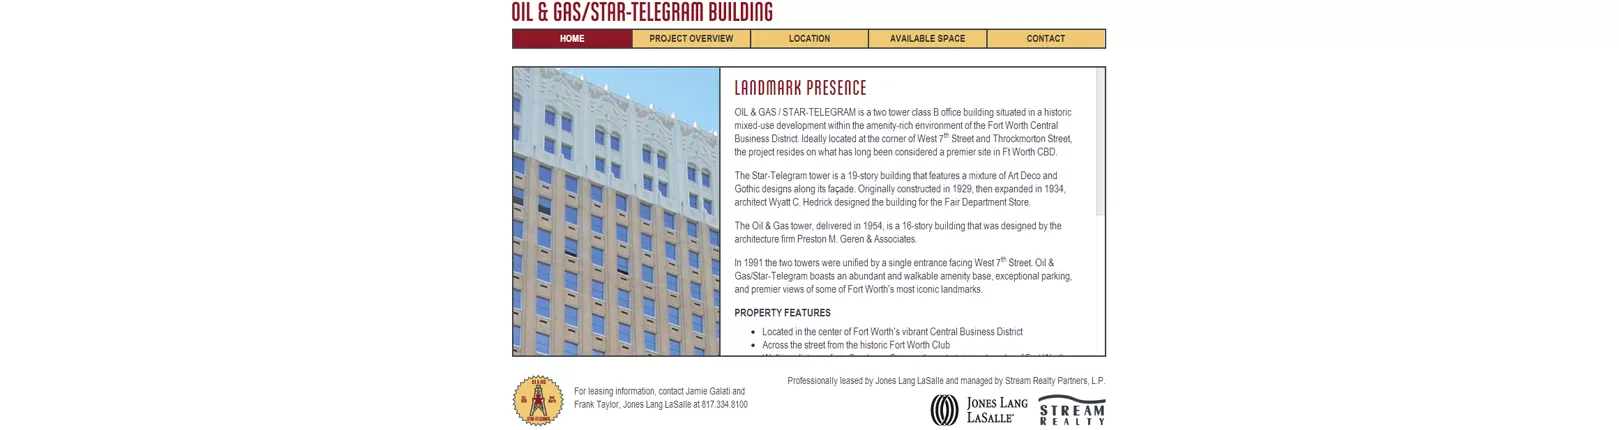 OIL & GAS/STAR-TELEGRAM BUILDING
HOME PROJECT OVERVIEW LOCATION AVAILABLE SPACE CONTACT
LANDMARK PRESENCE
OIL & GAS / STAR-TELEGRAM is a two tower class B office building situated in a historic
mixed-use development within the amenity-rich environment of the Fort Worth Central
Business District. Ideally located at the corner of West 7th Street and Throckmorton Street,
the project resides on what has long been considered a premier site in Ft Worth CBD.
The Star-Telegram tower is a 19-story building that features a mixture of Art Deco and
Gothic designs along its façade. Originally constructed in 1929, then expanded in 1934,
architect Wyatt C. Hedrick designed the building for the Fair Department Store.
The Oil & Gas tower, delivered in 1954, is a 16-story building that was designed by the
architecture firm Preston M. Geren & Associates.
In 1991 the two towers were unified by a single entrance facing West 7th Street. Oil &
Gas/Star-Telegram boasts an abundant and walkable amenity base, exceptional parking,
and premier views of some of Fort Worth's most iconic landmarks.
PROPERTY FEATURES
• Located in the center of Fort Worth's vibrant Central Business District
• Across the street from the historic Fort Worth Club
For leasing information, contact Jamie Galati and
Frank Taylor, Jones Lang LaSalle at 817.334.8100
Professionally leased by Jones Lang LaSalle and managed by Stream Realty Partners, L.P.
JONES LANG
LASALLE
STREAM
REALTY